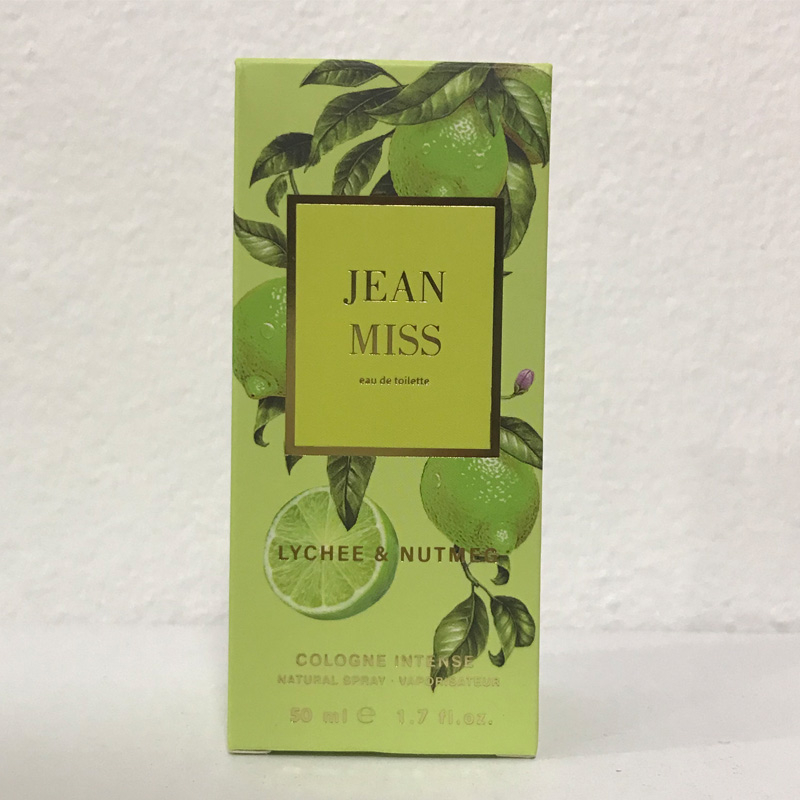 JEAN
MISS
eau de toilette
LYCHEE & NUTMEG
COLOGNE INTENSE
NATURAL SPRAY · VAPORISATEUR
50 ml ℮ 1.7 fl.oz.